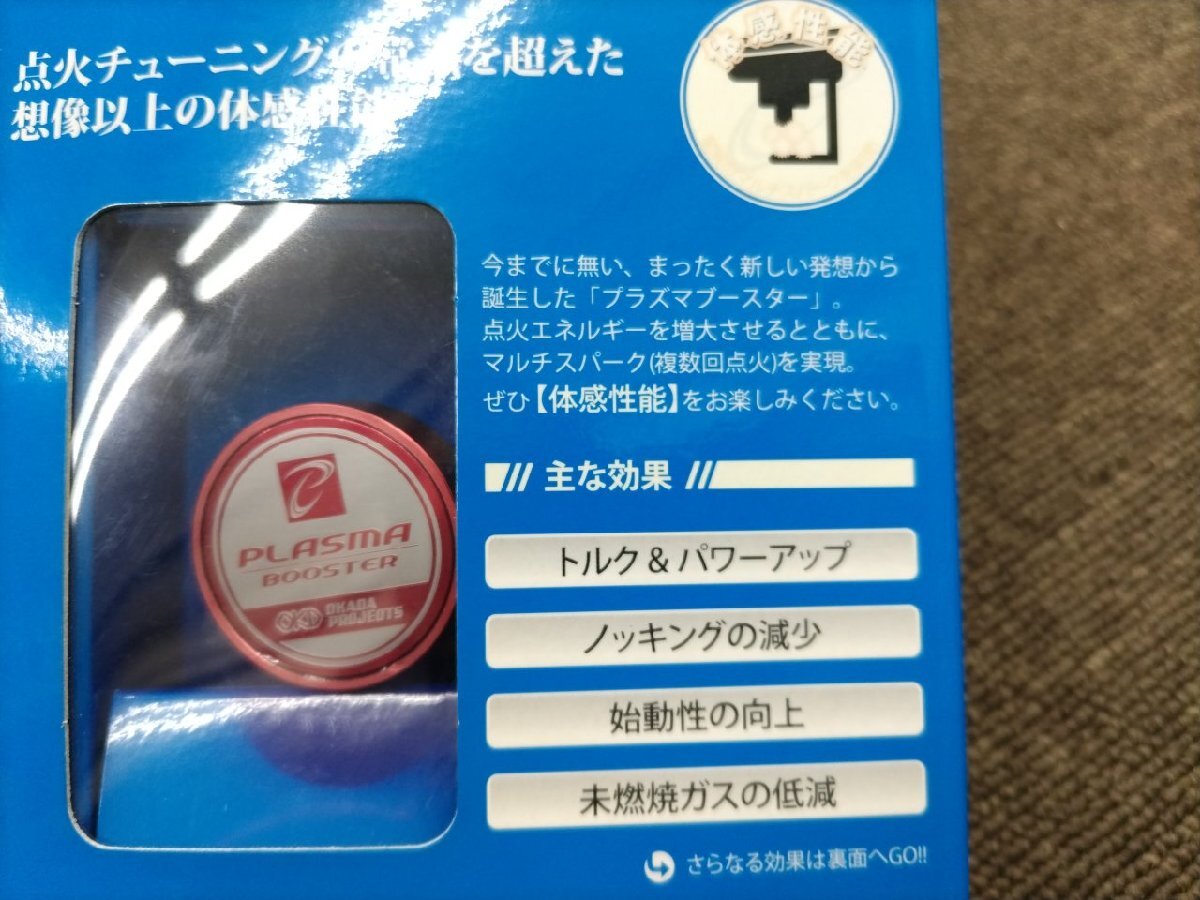 点火チューニングの を超えた
想像以上の体感性能
体感性能
今までに無い、まったく新しい発想から
誕生した「プラズマブースター」。
点火エネルギーを増大させるとともに、
マルチスパーク(複数回点火)を実現。
ぜひ【体感性能】をお楽しみください。
主な効果
PLASMA
BOOSTER
OKADA
PROJECTS
トルク & パワーアップ
ノッキングの減少
始動性の向上
未燃焼ガスの低減
さらなる効果は裏面へGO!!